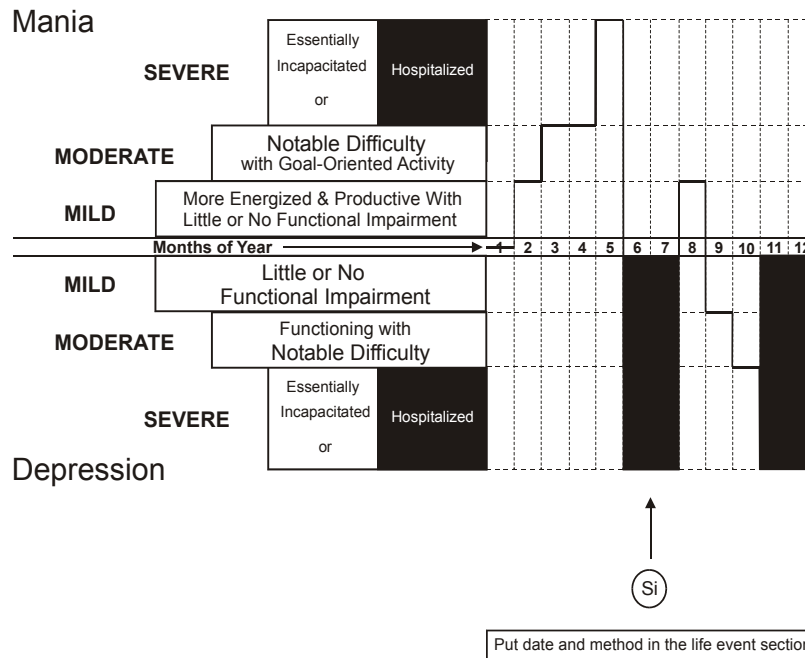 Mania
SEVERE
Essentially
Incapacitated
or
Hospitalized
MODERATE
Notable Difficulty
with Goal-Oriented Activity
MILD
More Energized & Productive With
Little or No Functional Impairment
Months of Year 1 2 3 4 5 6 7 8 9 10 11 12
MILD
Little or No
Functional Impairment
MODERATE
Functioning with
Notable Difficulty
SEVERE
Essentially
Incapacitated
or
Hospitalized
Depression
Si
Put date and method in the life event section